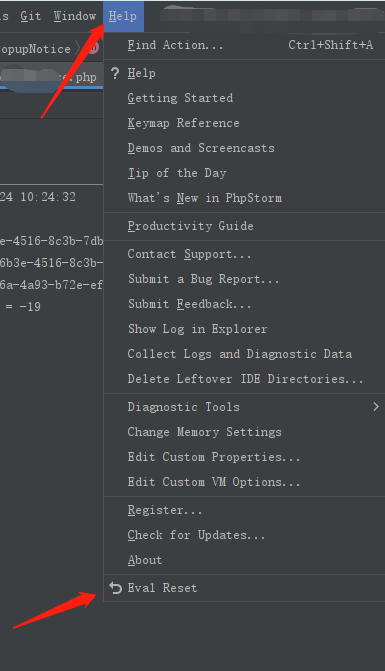 s Git Window Help
opupNotice
.php
24 10:24:32
e-4516-8c3b-7db
6b3e-4516-8c3b-
6a-4a93-b72e-ef
= -19
Find Action... Ctrl+Shift+A
? Help
Getting Started
Keymap Reference
Demos and Screencasts
Tip of the Day
What's New in PhpStorm
Productivity Guide
Contact Support...
Submit a Bug Report...
Submit Feedback...
Show Log in Explorer
Collect Logs and Diagnostic Data
Delete Leftover IDE Directories...
Diagnostic Tools
Change Memory Settings
Edit Custom Properties...
Edit Custom VM Options...
Register...
Check for Updates...
About
Eval Reset